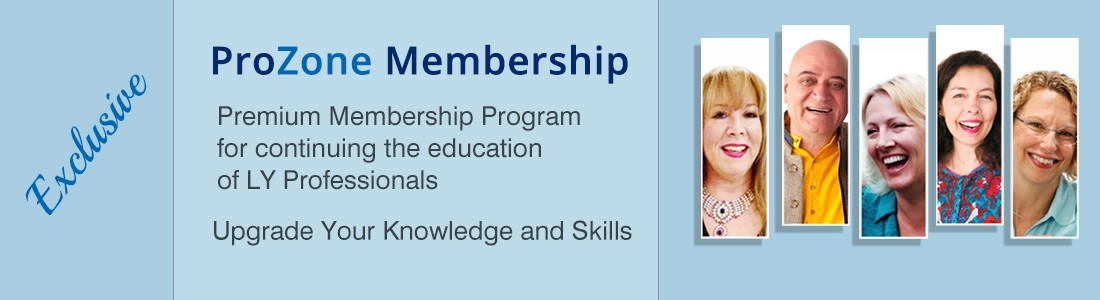 Exclusive
ProZone Membership
Premium Membership Program
for continuing the education
of LY Professionals
Upgrade Your Knowledge and Skills